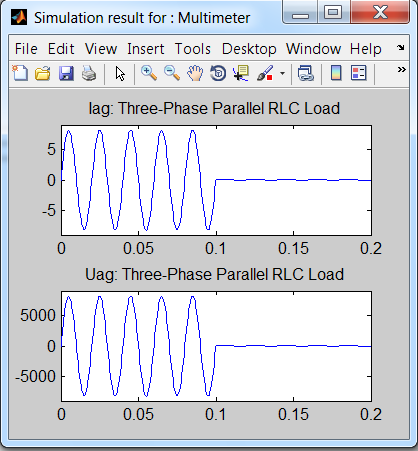 Simulation result for : Multimeter
File Edit View Insert Tools Desktop Window Help
Iag: Three-Phase Parallel RLC Load
5
0
-5
0 0.05 0.1 0.15 0.2
Uag: Three-Phase Parallel RLC Load
5000
0
-5000
0 0.05 0.1 0.15 0.2